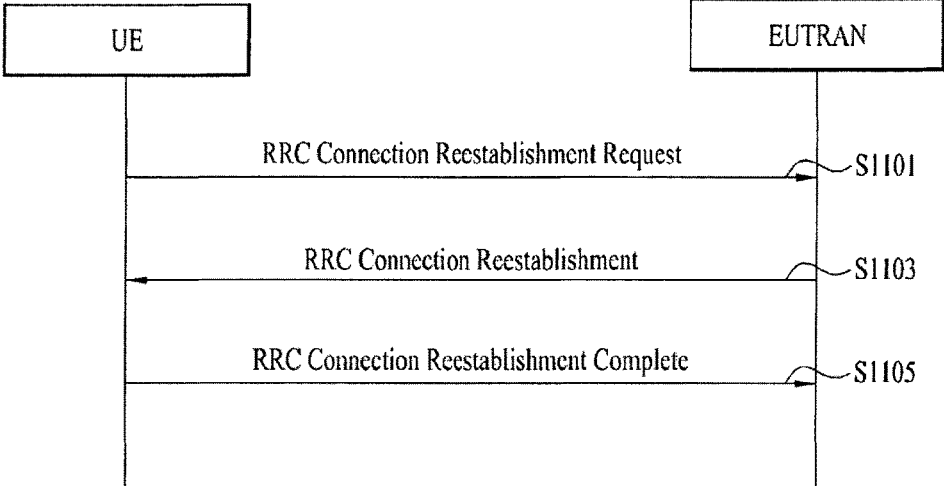 UE
EUTRAN
RRC Connection Reestablishment Request
S1101
RRC Connection Reestablishment
S1103
RRC Connection Reestablishment Complete
S1105